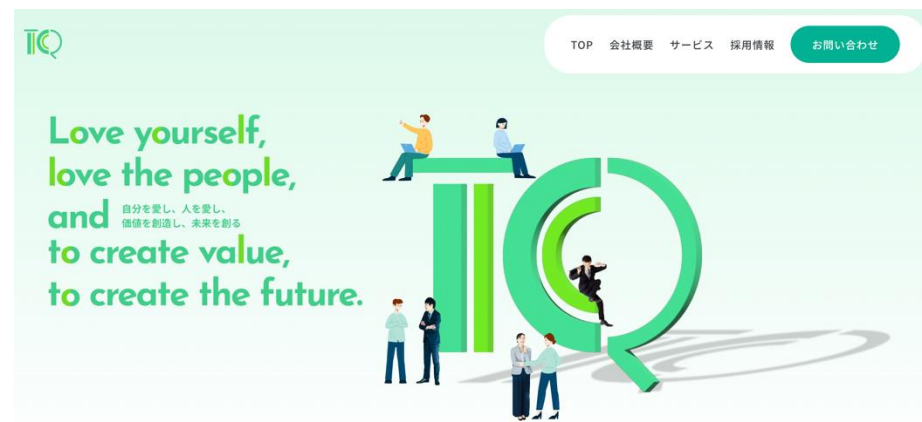 TCQ
TOP 会社概要 サービス 採用情報 お問い合わせ
Love yourself,
love the people,
and
自分を愛し、人を愛し、
価値を創造し、未来を創る
to create value,
to create the future.
TCQ